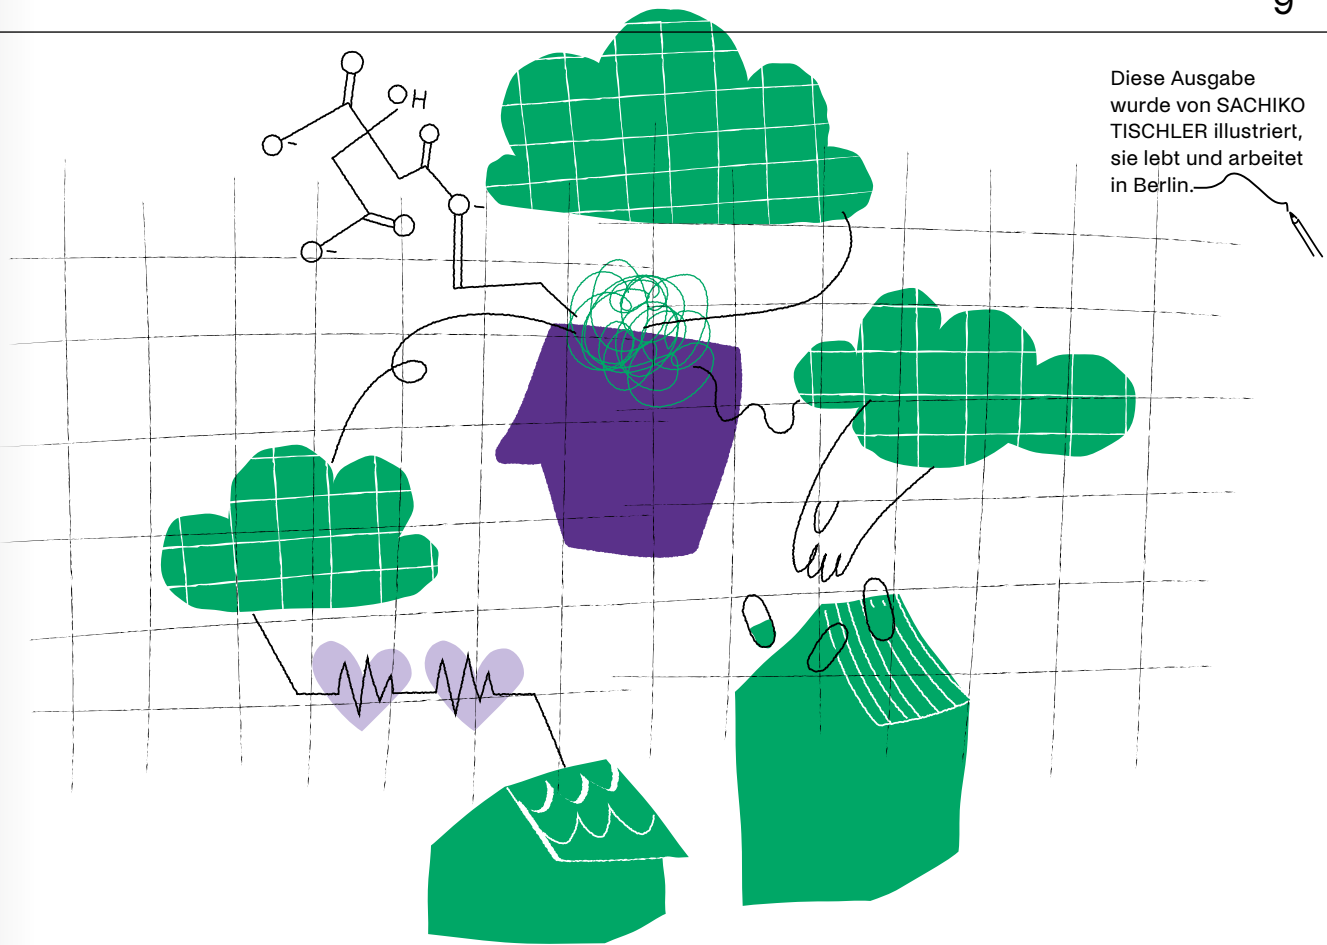 9
Diese Ausgabe
wurde von SACHIKO
TISCHLER illustriert,
sie lebt und arbeitet
in Berlin.
OH